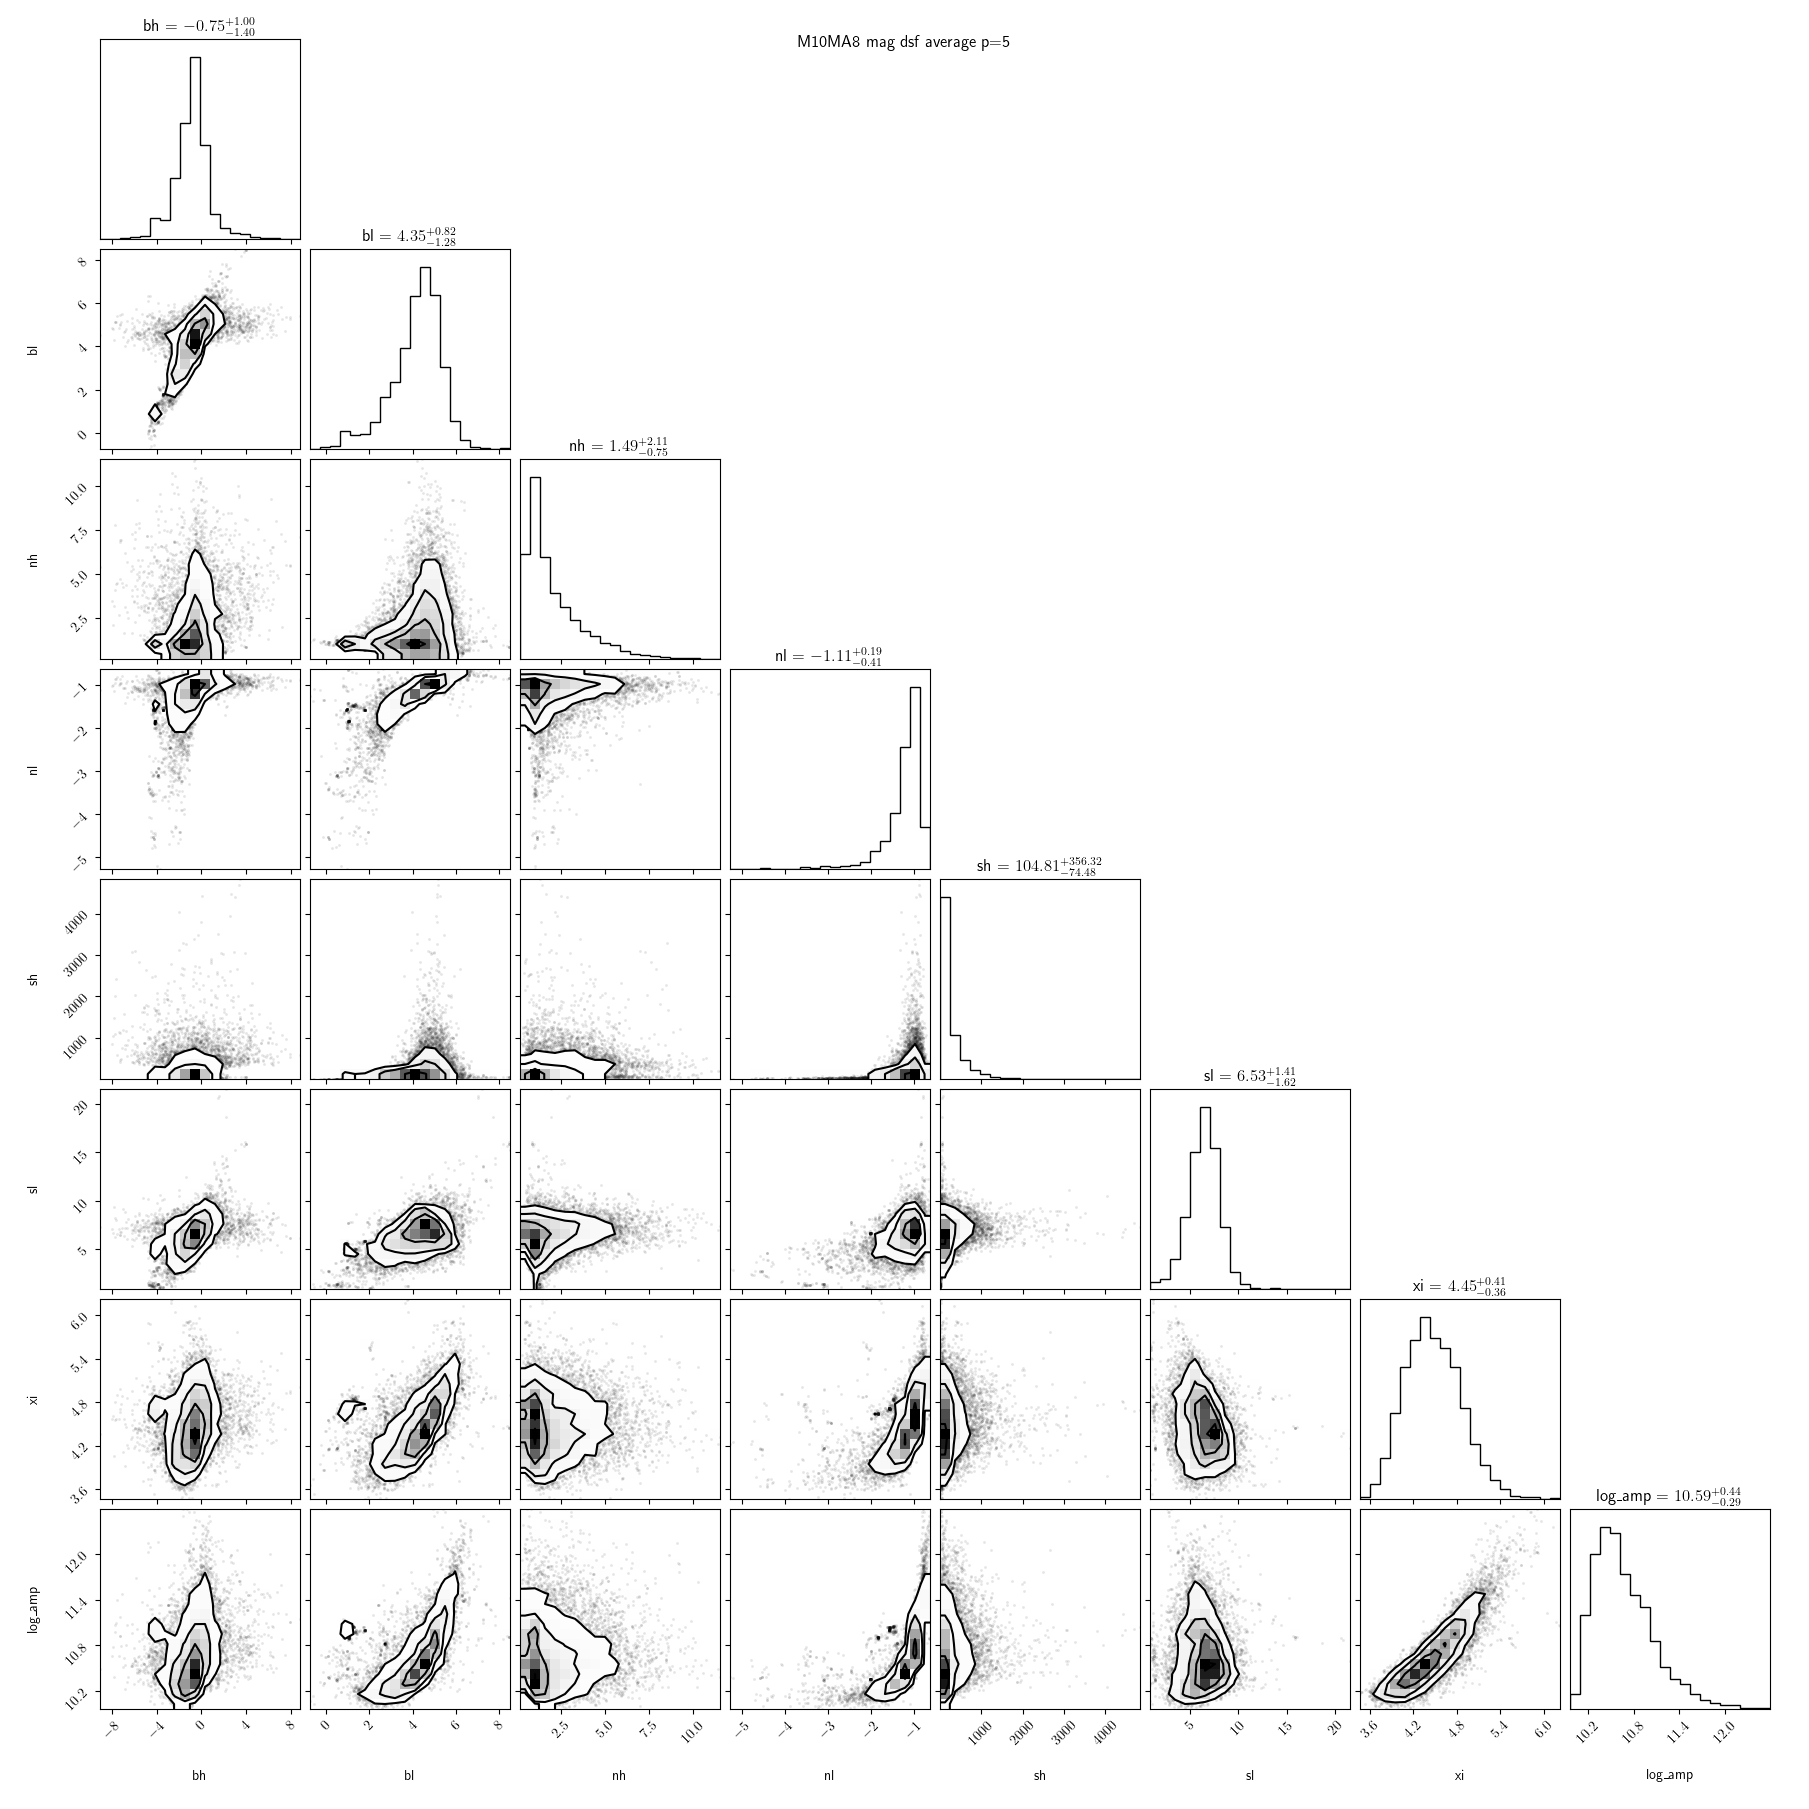 bh = −0.75 +1.00 −1.40
M10MA8 mag dsf average p=5
bl = 4.35 +0.82 −1.28
8
6
4
2
0
bl
nh = 1.49 +2.11 −0.75
10.0
7.5
5.0
2.5
nh
nl = −1.11 +0.19 −0.41
−1
−2
−3
−4
−5
nl
sh = 104.81 +356.32 −74.48
4000
3000
2000
1000
sh
sl = 6.53 +1.41 −1.62
20
15
10
5
sl
xi = 4.45 +0.41 −0.36
6.0
5.4
4.8
4.2
3.6
xi
log_amp = 10.59 +0.44 −0.29
12.0
11.4
10.8
10.2
log_amp
−8 −4 0 4 8
0 2 4 6 8
2.5 5.0 7.5 10.0
−5 −4 −3 −2 −1
1000 2000 3000 4000
5 10 15 20
3.6 4.2 4.8 5.4 6.0
10.2 10.8 11.4 12.0
bh bl nh nl sh sl xi log_amp